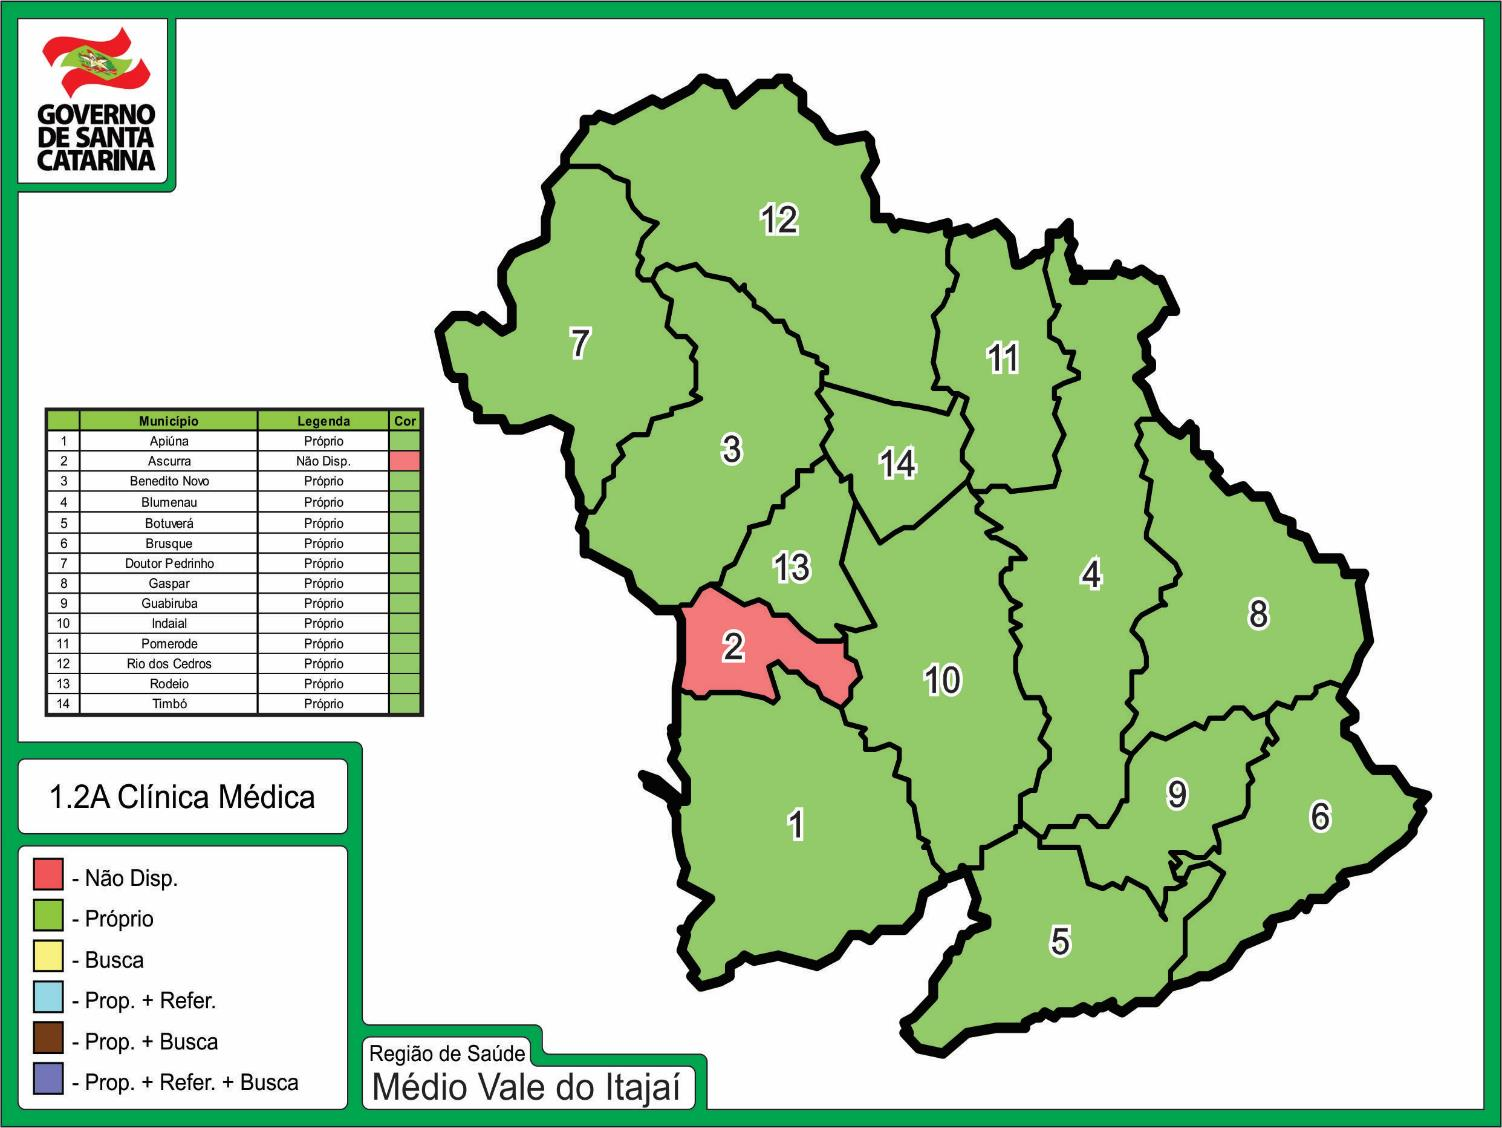 GOVERNO
DE SANTA
CATARINA
Município Legenda Cor
1 Apiúna Próprio
2 Ascurra Não Disp.
3 Benedito Novo Próprio
4 Blumenau Próprio
5 Botuverá Próprio
6 Brusque Próprio
7 Doutor Pedrinho Próprio
8 Gaspar Próprio
9 Guabiruba Próprio
10 Indaial Próprio
11 Pomerode Próprio
12 Rio dos Cedros Próprio
13 Rodeio Próprio
14 Timbó Próprio
12
7
11
3
14
13
4
8
2
10
9
1
6
5
1.2A Clínica Médica
- Não Disp.
- Próprio
- Busca
- Prop. + Refer.
- Prop. + Busca
- Prop. + Refer. + Busca
Região de Saúde
Médio Vale do Itajaí